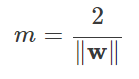 m = 2 / ‖w‖